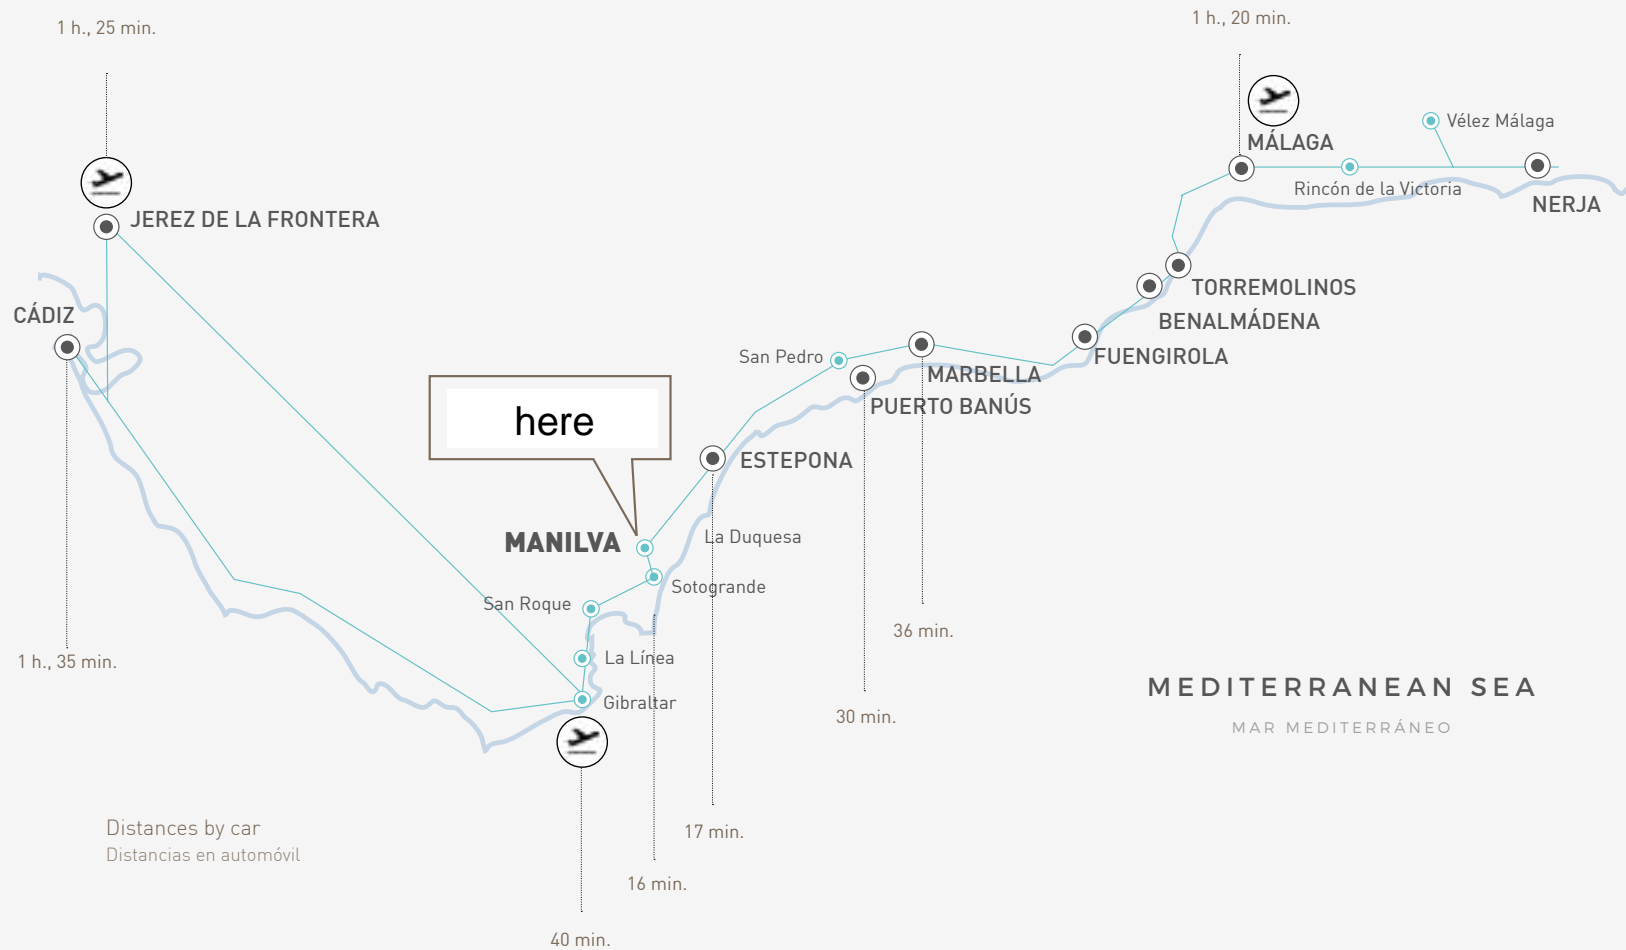 1 h., 20 min.
1 h., 25 min.
Vélez Málaga
MÁLAGA
Rincón de la Victoria
NERJA
JEREZ DE LA FRONTERA
TORREMOLINOS
CÁDIZ
BENALMÁDENA
San Pedro
FUENGIROLA
MARBELLA
PUERTO BANÚS
here
ESTEPONA
La Duquesa
MANILVA
Sotogrande
San Roque
36 min.
La Línea
1 h., 35 min.
MEDITERRANEAN SEA
Gibraltar
30 min.
MAR MEDITERRÁNEO
Distances by car
17 min.
Distancias en automóvil
16 min.
40 min.